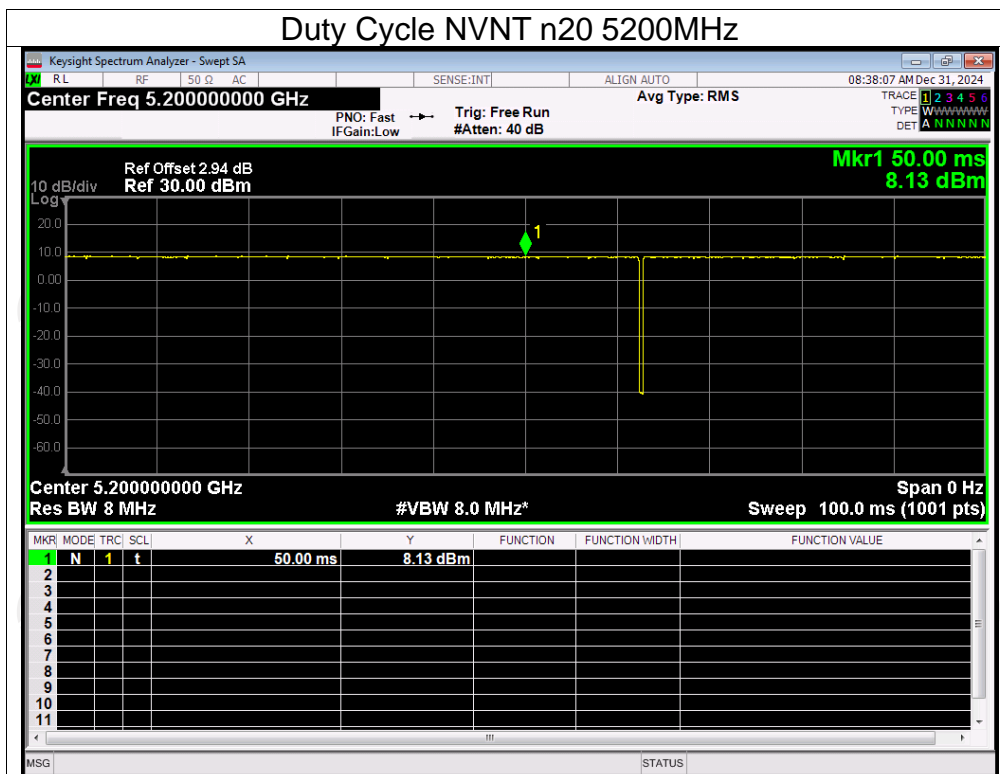 Duty Cycle NVNT n20 5200MHz
Keysight Spectrum Analyzer - Swept SA
LXI RL RF 50 Ω AC SENSE:INT ALIGN AUTO 08:38:07 AM Dec 31, 2024
Center Freq 5.200000000 GHz Avg Type: RMS TRACE 1 2 3 4 5 6
PNO: Fast Trig: Free Run TYPE WWWWWW
IFGain:Low #Atten: 40 dB DET A N N N N N
Mkr1 50.00 ms
Ref Offset 2.94 dB
10 dB/div Ref 30.00 dBm 8.13 dBm
Log
20.0
1
10.0
0.00
-10.0
-20.0
-30.0
-40.0
-50.0
-60.0
Center 5.200000000 GHz Span 0 Hz
Res BW 8 MHz #VBW 8.0 MHz* Sweep 100.0 ms (1001 pts)
MKR MODE TRC SCL X Y FUNCTION FUNCTION WIDTH FUNCTION VALUE
1 N 1 t 50.00 ms 8.13 dBm
2
3
4
5
6
7
8
9
10
11
MSG STATUS